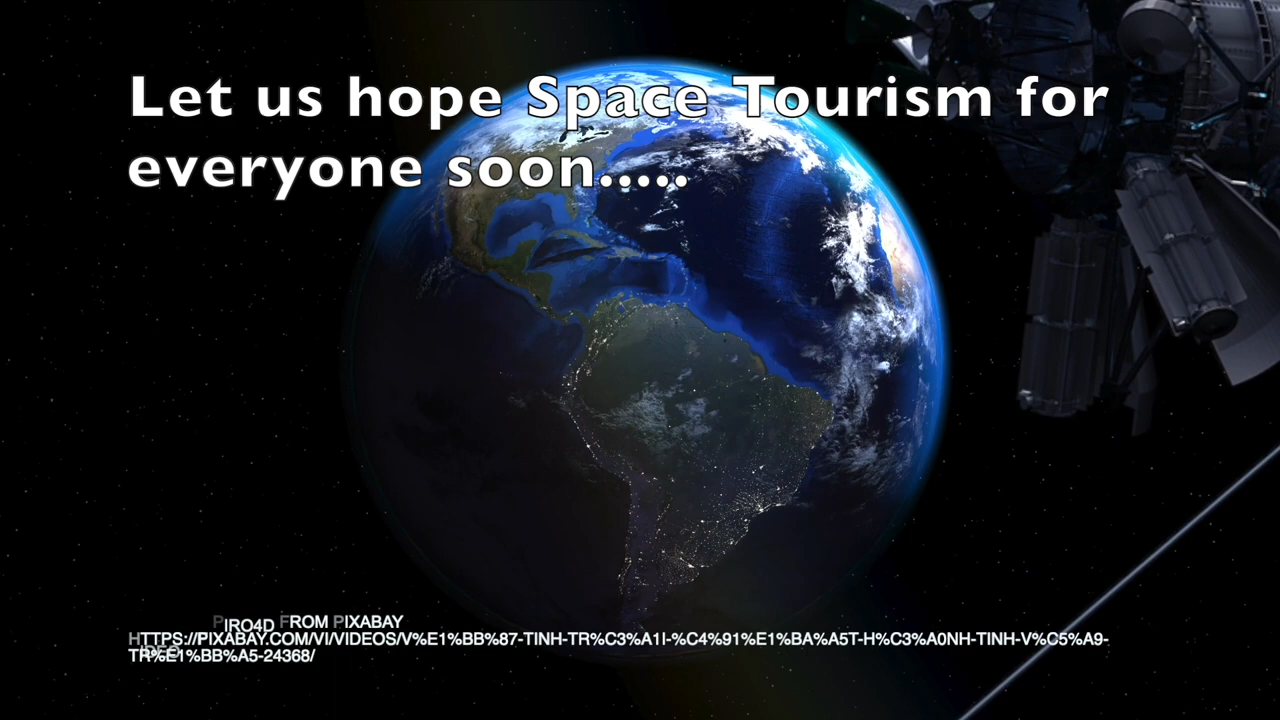 Let us hope Space Tourism for
everyone soon.....
PIRO4D FROM PIXABAY
HTTPS://PIXABAY.COM/VI/VIDEOS/V%E1%BB%87-TINH-TR%C3%A1I-%C4%91%E1%BA%A5T-H%C3%A0NH-TINH-V%C5%A9-
TR%E1%BB%A5-24368/